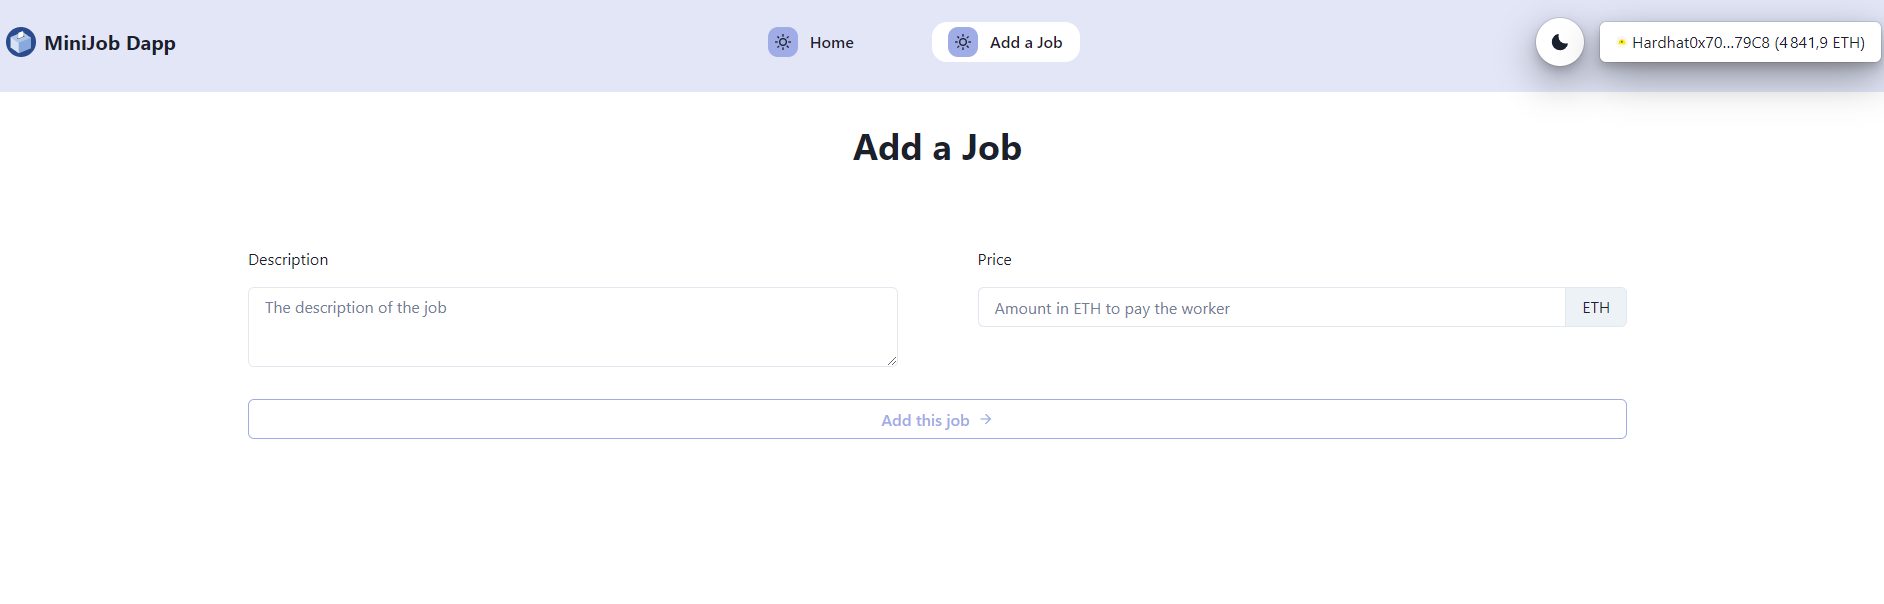 MiniJob Dapp
Home
Add a Job
Hardhat0x70...79C8 (4 841,9 ETH)
Add a Job
Description
Price
The description of the job
Amount in ETH to pay the worker
ETH
Add this job →